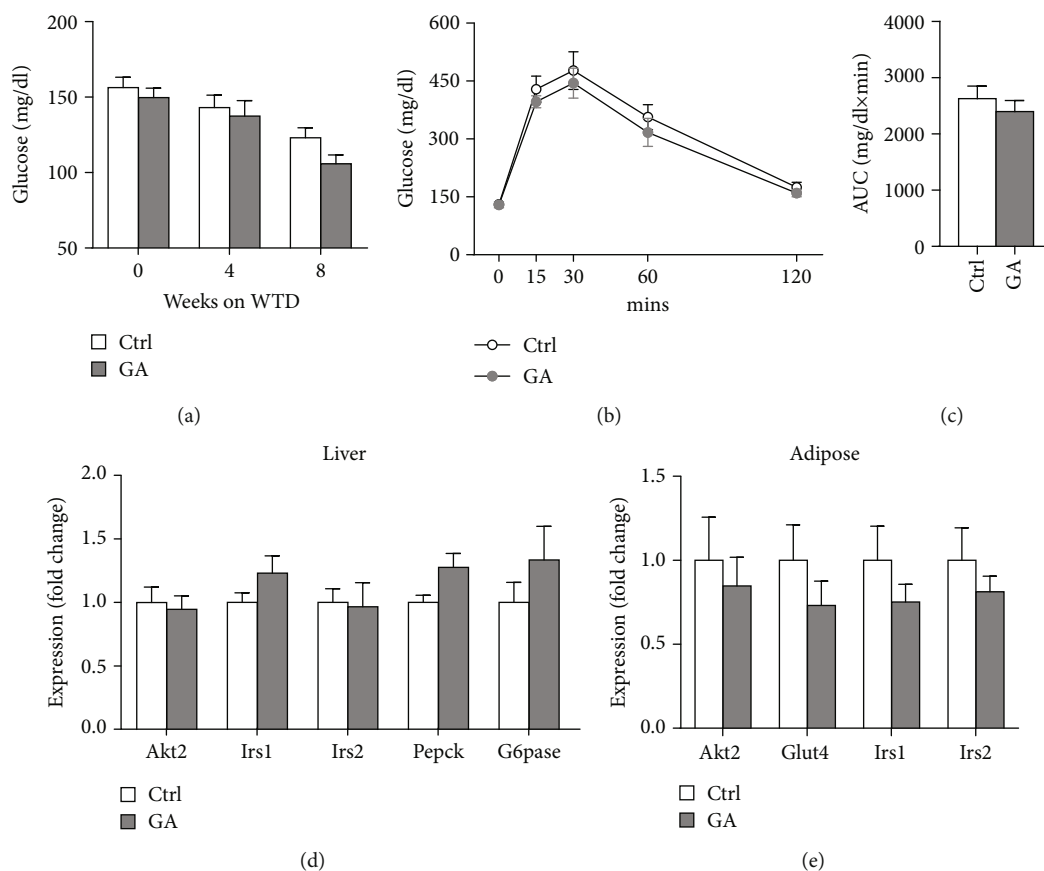 200
150
100
50
Glucose (mg/dl)
0
4
8
Weeks on WTD
Ctrl
GA
(a)
600
450
300
150
0
Glucose (mg/dl)
0
15
30
60
120
mins
Ctrl
GA
(b)
4000
3000
2000
1000
0
AUC (mg/dl×min)
Ctrl
GA
(c)
Liver
2.0
1.5
1.0
0.5
0.0
Expression (fold change)
Akt2
Irs1
Irs2
Pepck
G6pase
Ctrl
GA
(d)
Adipose
1.5
1.0
0.5
0.0
Expression (fold change)
Akt2
Glut4
Irs1
Irs2
Ctrl
GA
(e)